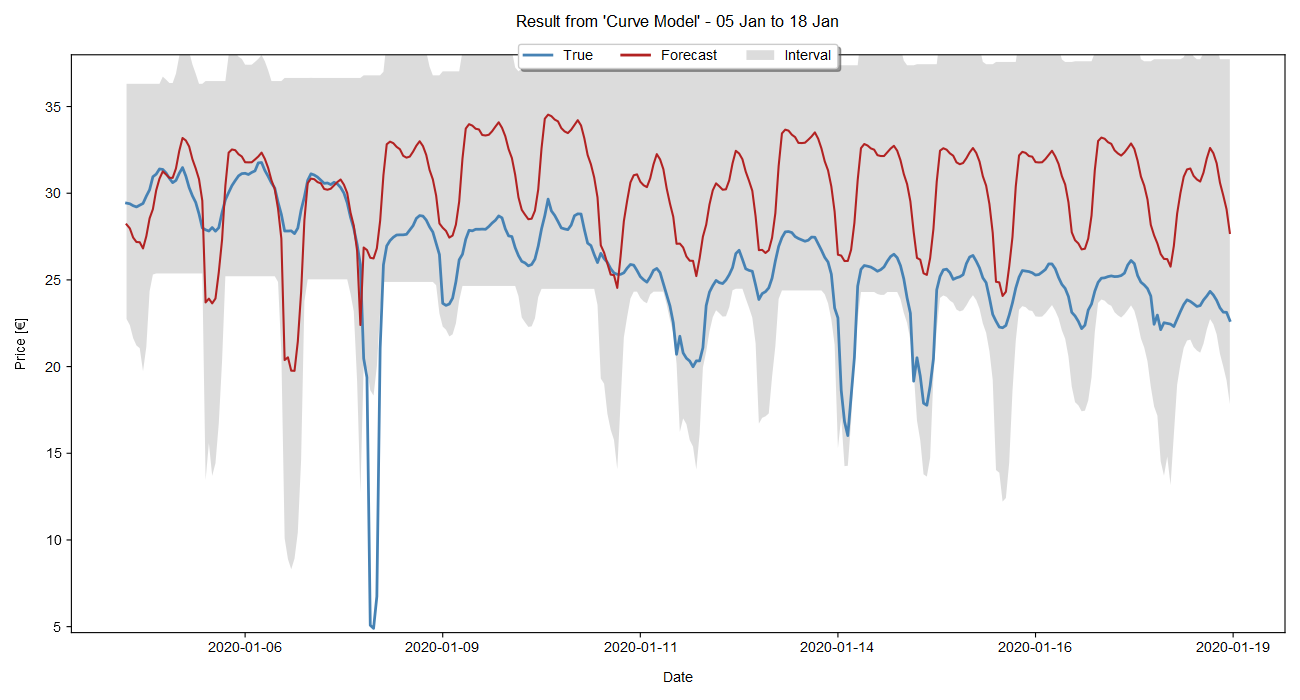 Result from 'Curve Model' - 05 Jan to 18 Jan
True Forecast Interval
35
30
25
20
15
10
5
Price [€]
2020-01-06 2020-01-09 2020-01-11 2020-01-14 2020-01-16 2020-01-19
Date